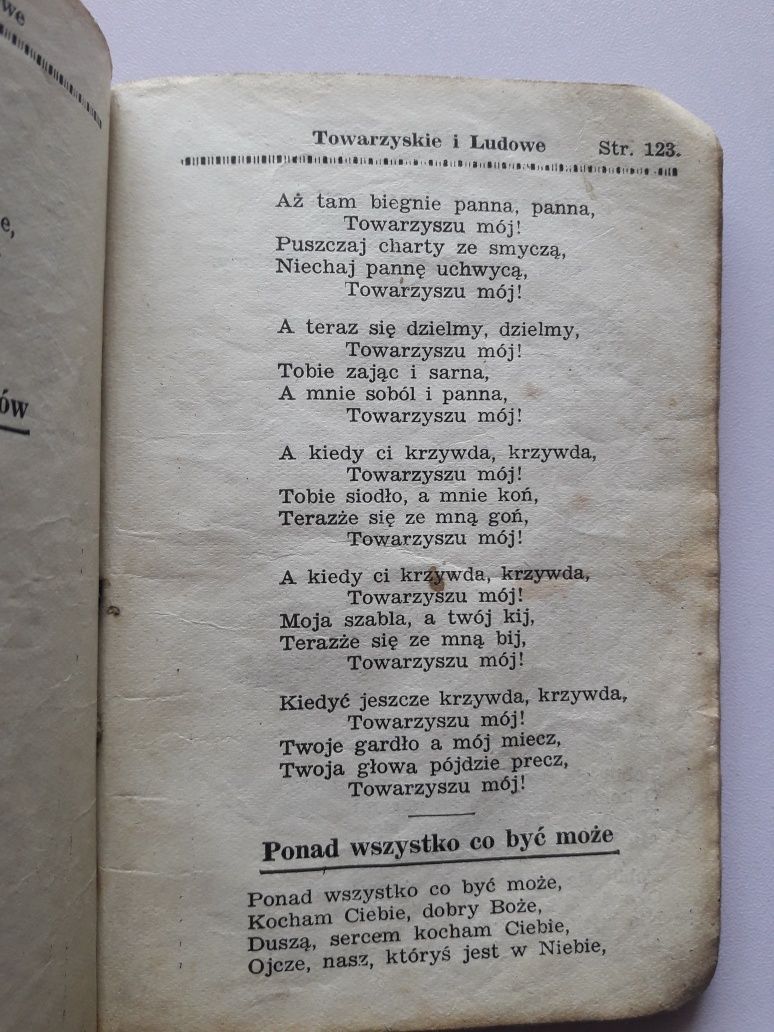 owe
e,
ów
Towarzyskie i Ludowe Str. 123.
Aż tam biegnie panna, panna,
Towarzyszu mój!
Puszczaj charty ze smyczą,
Niechaj pannę uchwycą,
Towarzyszu mój!
A teraz się dzielmy, dzielmy,
Towarzyszu mój!
Tobie zając i sarna,
A mnie soból i panna,
Towarzyszu mój!
A kiedy ci krzywda, krzywda,
Towarzyszu mój!
Tobie siodło, a mnie koń,
Terazże się ze mną goń,
Towarzyszu mój!
A kiedy ci krzywda, krzywda,
Towarzyszu mój!
Moja szabla, a twój kij,
Terazże się ze mną bij,
Towarzyszu mój!
Kiedyć jeszcze krzywda, krzywda,
Towarzyszu mój!
Twoje gardło a mój miecz,
Twoja głowa pójdzie precz,
Towarzyszu mój!
Ponad wszystko co być może
Ponad wszystko co być może,
Kocham Ciebie, dobry Boże,
Duszą, sercem kocham Ciebie,
Ojcze, nasz, któryś jest w Niebie,